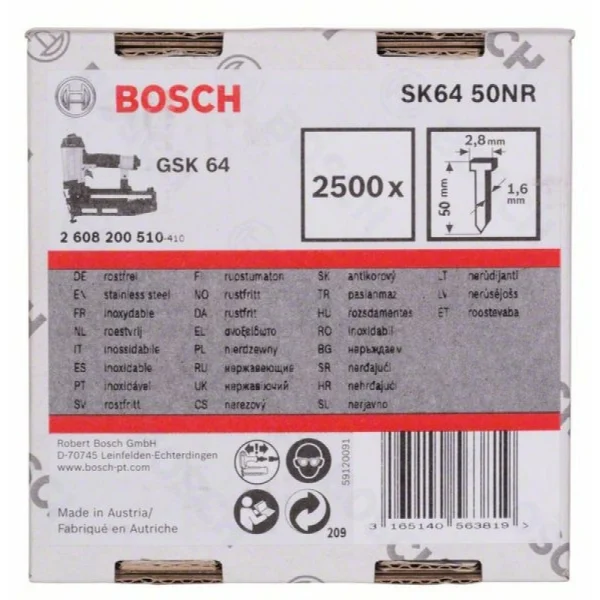 BOSCH
SK64 50NR
GSK 64
2500 x
2,8 mm
50 mm
1,6 mm
2 608 200 510-410
DE rostfrei
EN stainless steel
FR inoxydable
NL roestvrij
IT inossidabile
ES inoxidable
PT inoxidável
SV rostfritt
FI ruostumaton
NO rustfritt
DA rustfrit
EL ανοξείδωτο
PL nierdzewny
RU нержавеющие
UK нержавіючий
CS nerezový
SK antikorový
TR paslanmaz
HU rozsdamentes
RO inoxidabil
BG неръждаем
SR nerđajući
HR nehrđajući
SL nerjavno
LT nerūdijanti
LV nerūsējošs
ET roostevaba
Robert Bosch GmbH
D-70745 Leinfelden-Echterdingen
www.bosch-pt.com
Made in Austria/
Fabriqué en Autriche
59120091
209
3 165140 563819 >